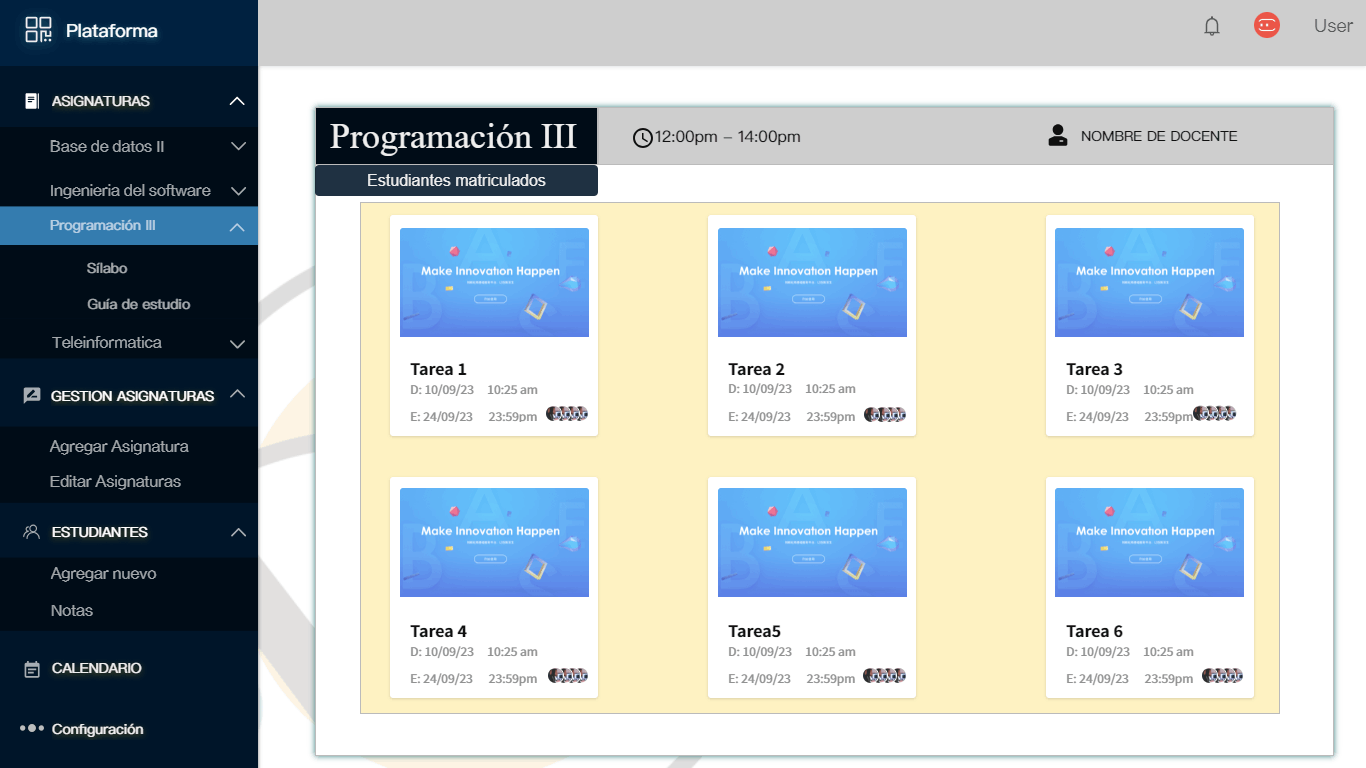 Plataforma
User
ASIGNATURAS
Base de datos II
Ingenieria del software
Programación III
Sílabo
Guía de estudio
Teleinformatica
GESTION ASIGNATURAS
Agregar Asignatura
Editar Asignaturas
ESTUDIANTES
Agregar nuevo
Notas
CALENDARIO
Configuración
Programación III
12:00pm – 14:00pm
NOMBRE DE DOCENTE
Estudiantes matriculados
Make Innovation Happen
Tarea 1
D: 10/09/23 10:25 am
E: 24/09/23 23:59pm
Make Innovation Happen
Tarea 2
D: 10/09/23 10:25 am
E: 24/09/23 23:59pm
Make Innovation Happen
Tarea 3
D: 10/09/23 10:25 am
E: 24/09/23 23:59pm
Make Innovation Happen
Tarea 4
D: 10/09/23 10:25 am
E: 24/09/23 23:59pm
Make Innovation Happen
Tarea5
D: 10/09/23 10:25 am
E: 24/09/23 23:59pm
Make Innovation Happen
Tarea 6
D: 10/09/23 10:25 am
E: 24/09/23 23:59pm